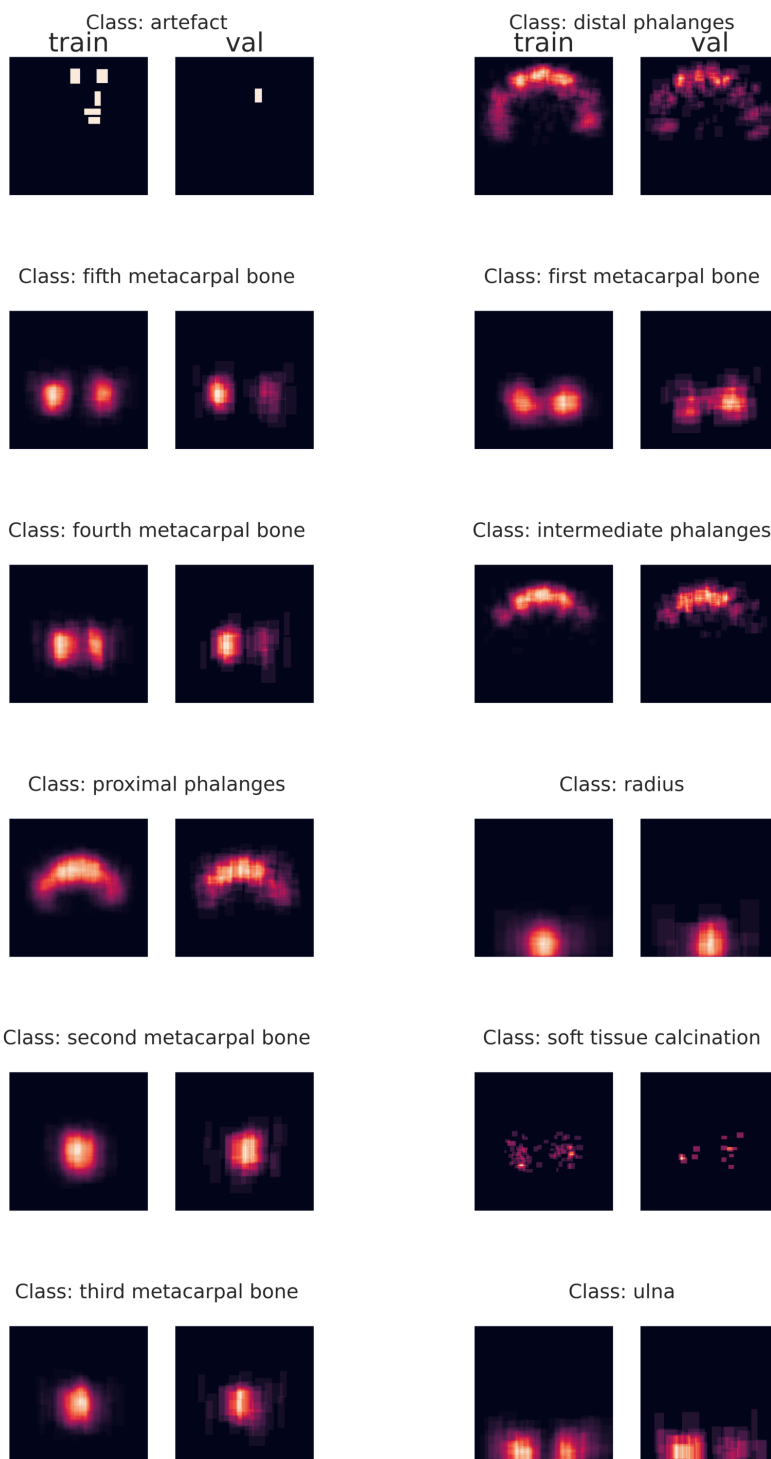 Class: artefact
train
val
Class: distal phalanges
train
val
Class: fifth metacarpal bone
Class: first metacarpal bone
Class: fourth metacarpal bone
Class: intermediate phalanges
Class: proximal phalanges
Class: radius
Class: second metacarpal bone
Class: soft tissue calcination
Class: third metacarpal bone
Class: ulna